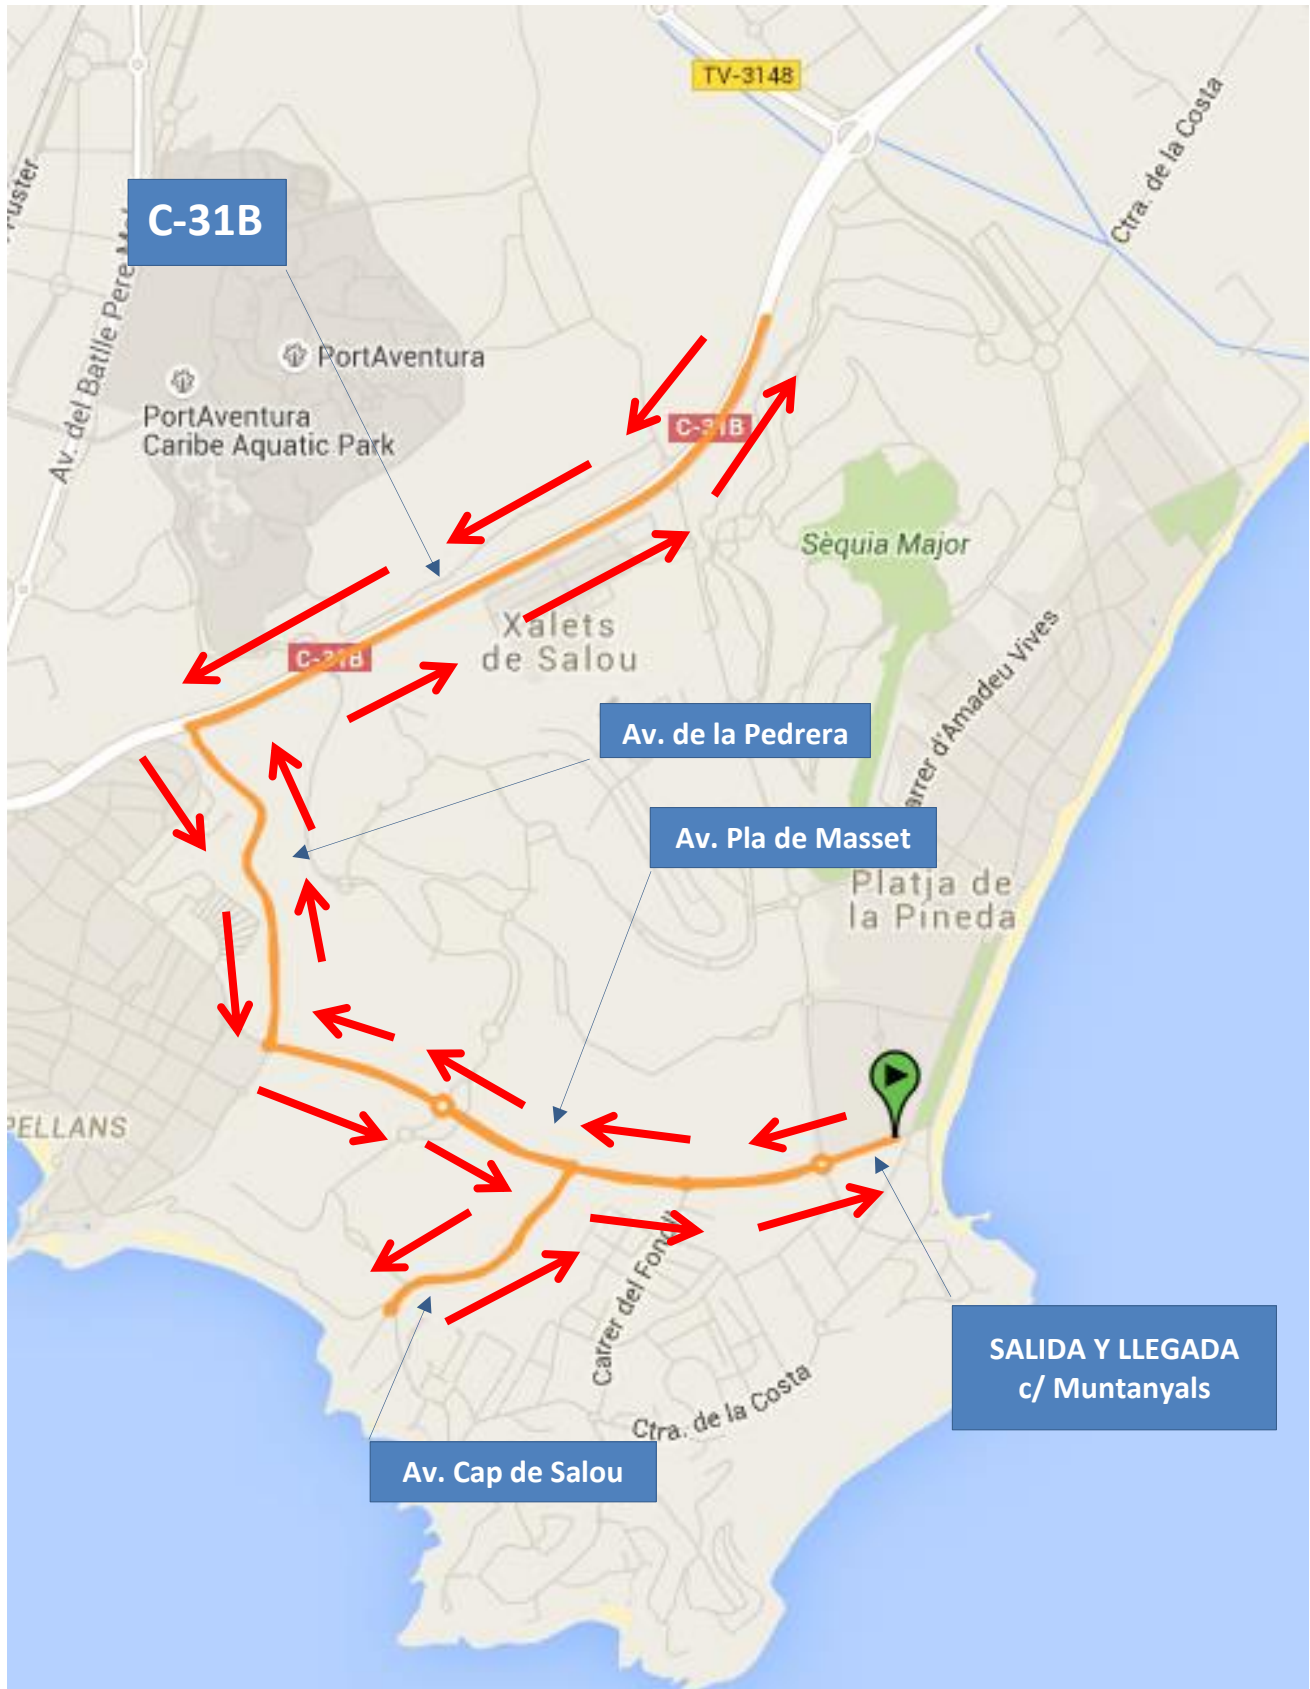 TV-3148
Ctra. de la Costa
C-31B
Av. del Batlle Pere
PortAventura
PortAventura
Caribe Aquatic Park
C-31B
Sèquia Major
Xalets
de Salou
C-31B
Av. de la Pedrera
Carrer d'Amadeu Vives
Av. Pla de Masset
Platja de
la Pineda
PELLANS
Carrer del Fondll
SALIDA Y LLEGADA
c/ Muntanyals
Ctra. de la Costa
Av. Cap de Salou